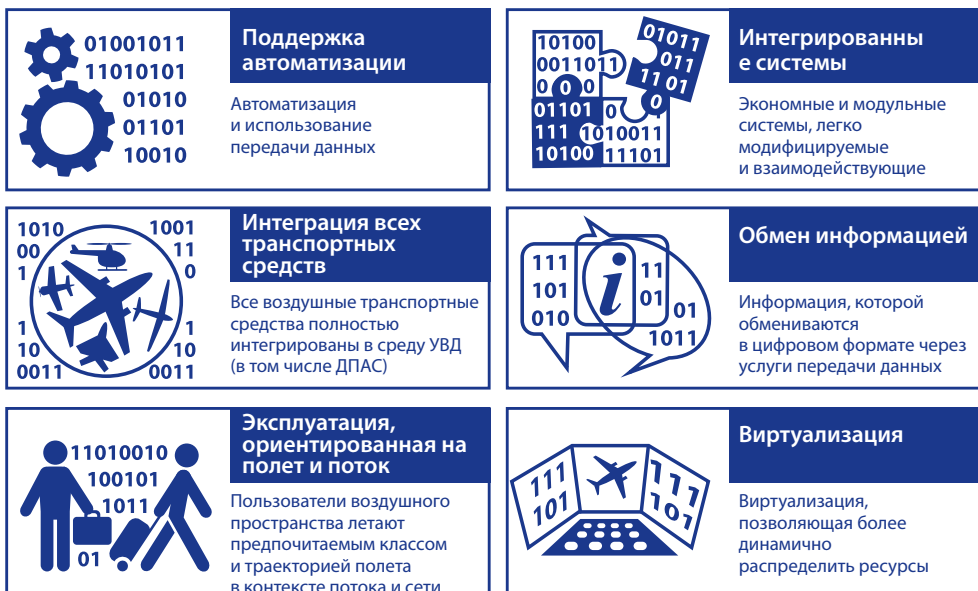 01001011
11010101
01010
01101
10010
Поддержка
автоматизации
Автоматизация
и использование
передачи данных
10100
0011011
0 0 0
01101 0
111 1010011
10100 11101
01011
011
11 01
0
Интегрированны
е системы
Экономные и модульные
системы, легко
модифицируемые
и взаимодействующие
1010
00
1
1001
11
0
1
10
0011
1
10
0011
Интеграция всех
транспортных
средств
Все воздушные транспортные
средства полностью
интегрированы в среду УВД
(в том числе ДПАС)
111
101
010
i
11
01
01
1011
Обмен информацией
Информация, которой
обмениваются
в цифровом формате через
услуги передачи данных
11010010
100101
1011
01
Эксплуатация,
ориентированная на
полет и поток
Пользователи воздушного
пространства летают
предпочитаемым классом
и траекторией полета
в контексте потока и сети
111
101
111
101
Виртуализация
Виртуализация,
позволяющая более
динамично
распределить ресурсы